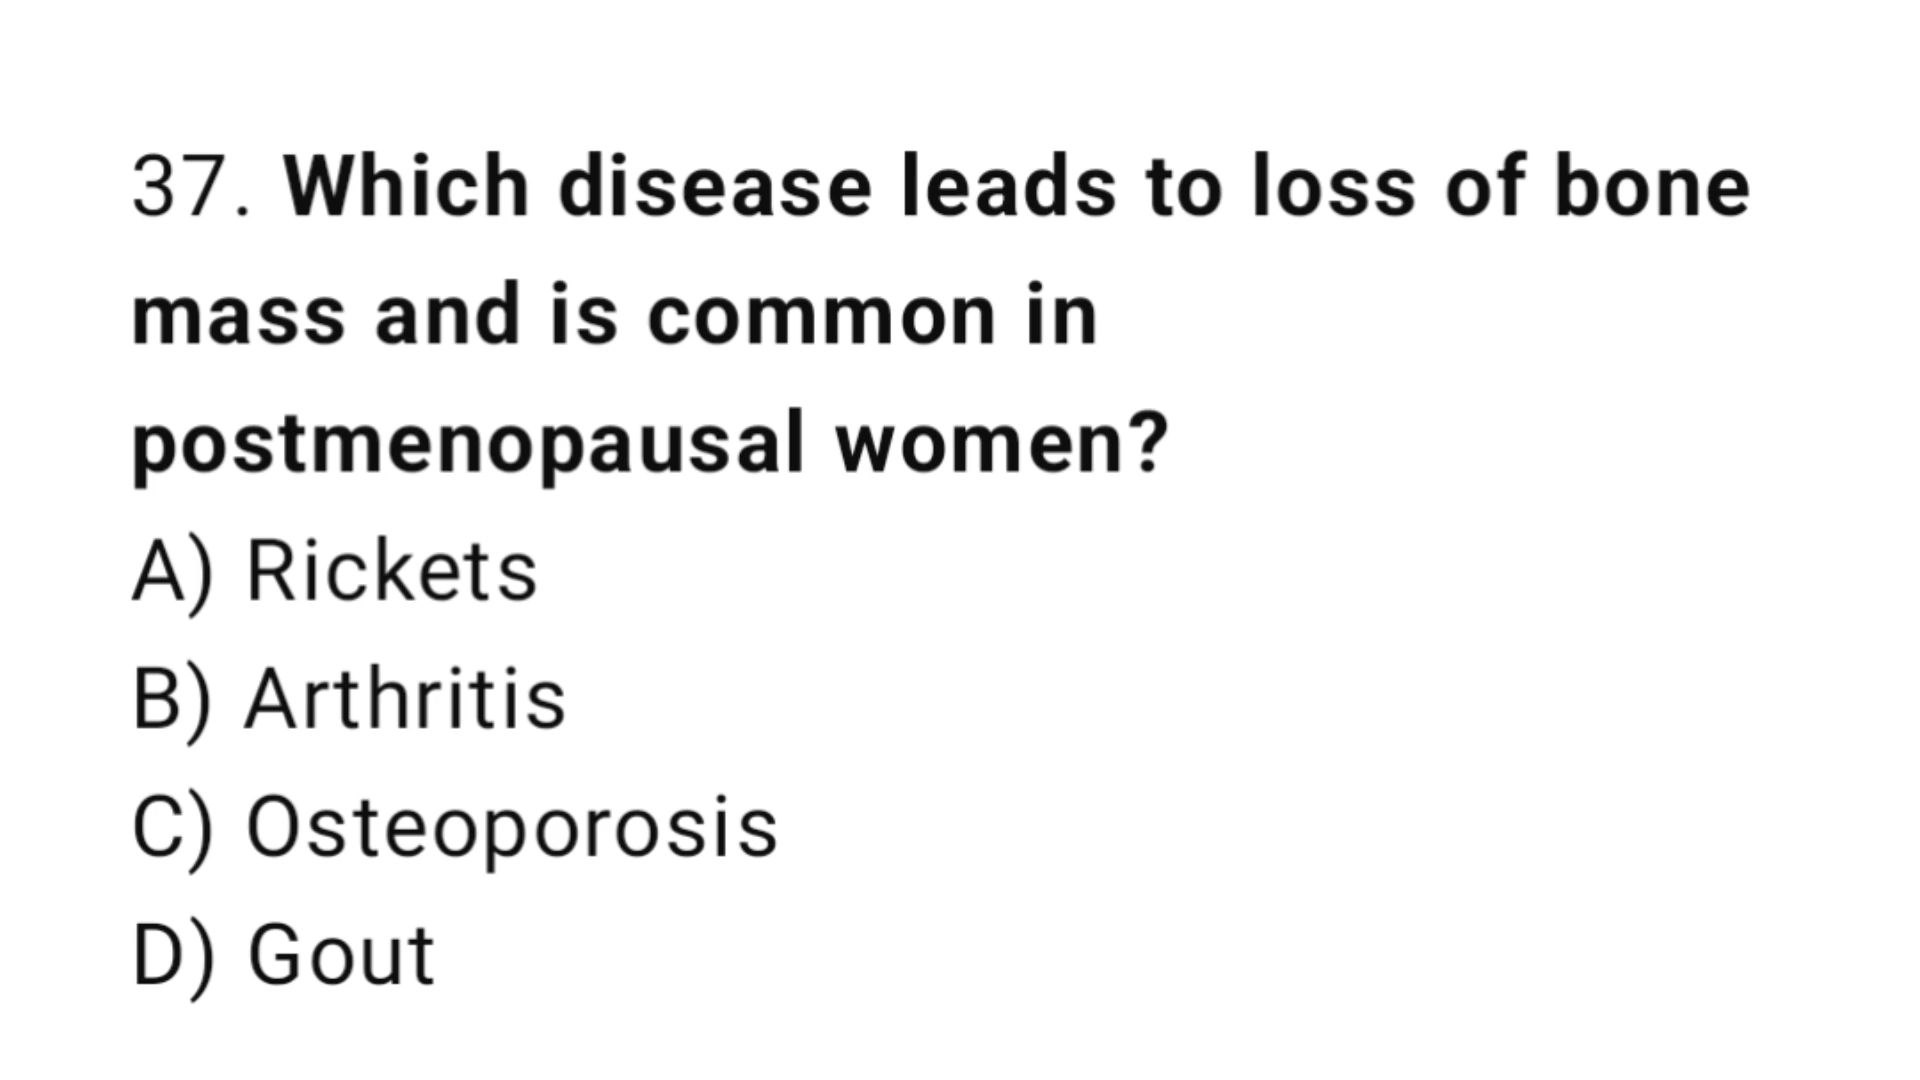 37. Which disease leads to loss of bone
mass and is common in
postmenopausal women?
A) Rickets
B) Arthritis
C) Osteoporosis
D) Gout